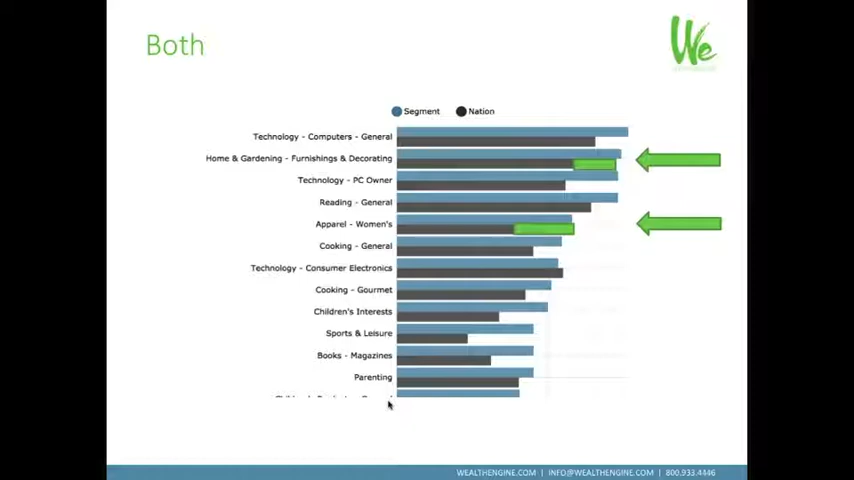 Both
We
Segment Nation
Technology - Computers - General
Home & Gardening - Furnishings & Decorating
Technology - PC Owner
Reading - General
Apparel - Women's
Cooking - General
Technology - Consumer Electronics
Cooking - Gourmet
Children's Interests
Sports & Leisure
Books - Magazines
Parenting
WEALTHENGINE.COM | INFO@WEALTHENGINE.COM | 800.933.4446